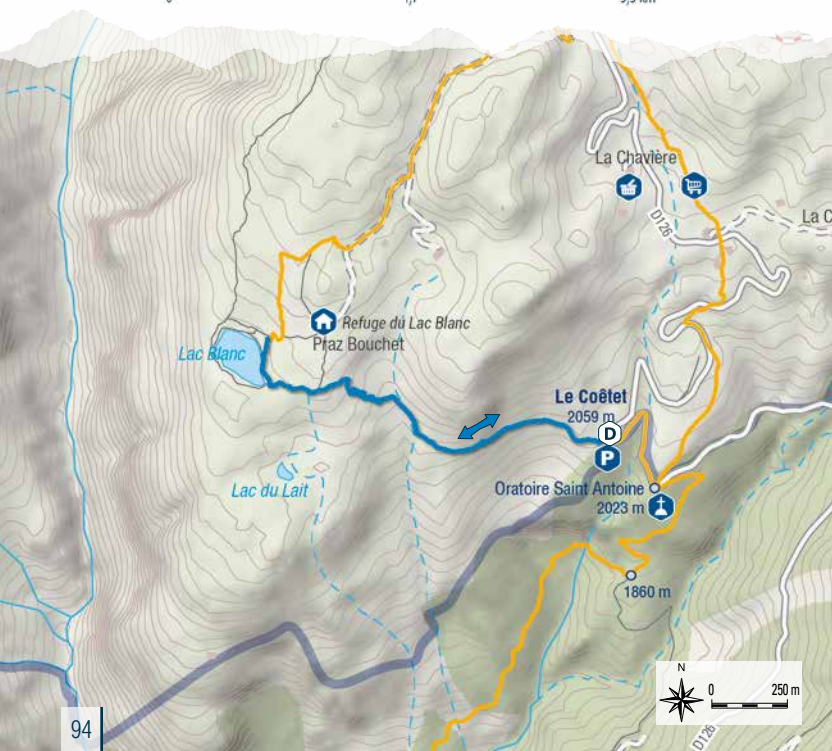 La Chavière
D126
La C
Refuge du Lac Blanc
Praz Bouchet
Lac Blanc
Le Coêtet
2059 m
D
P
Lac du Lait
Oratoire Saint Antoine
2023 m
1860 m
N
0 250 m
D126
94